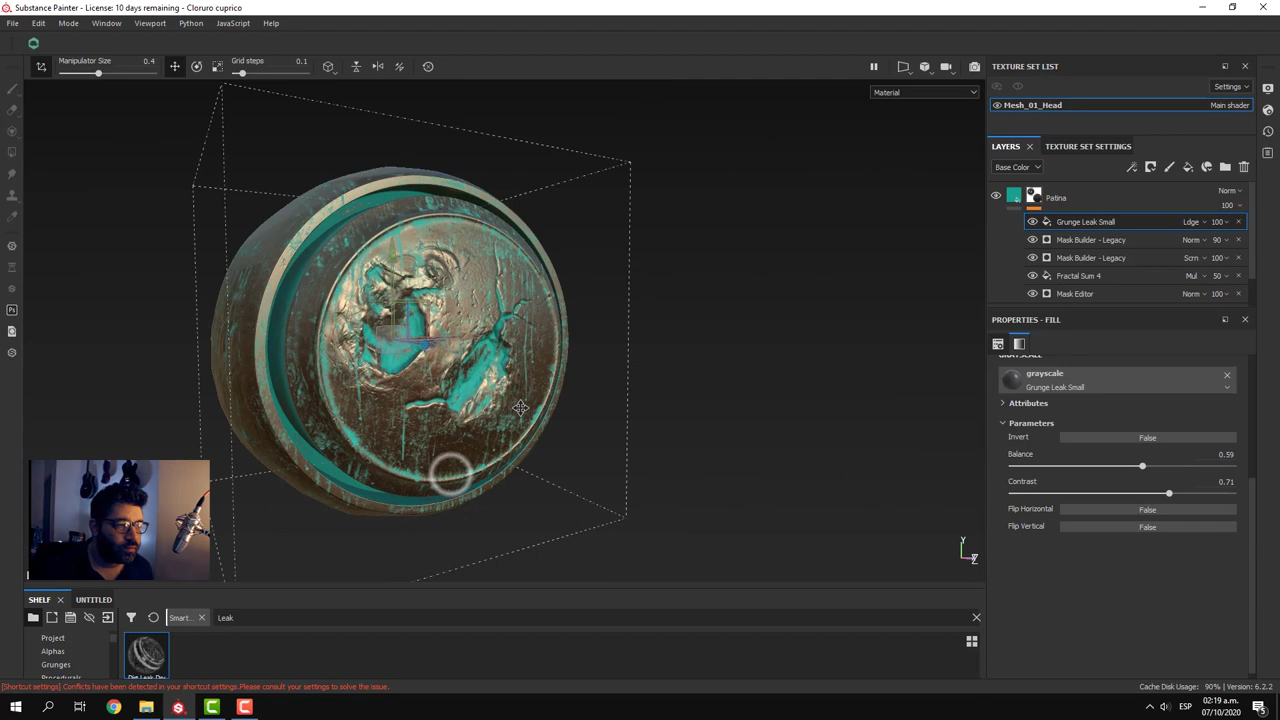 Substance Painter - License: 10 days remaining - Cloruro cuprico
File Edit Mode Window Viewport Python JavaScript Help
Manipulator Size 0.4 Grid steps 0.1
Material
TEXTURE SET LIST
Settings
Mesh_01_Head Main shader
LAYERS TEXTURE SET SETTINGS
Base Color
Norm
Patina
100
Grunge Leak Small Ldge 100
Mask Builder - Legacy Norm 90
Mask Builder - Legacy Scrn 100
Fractal Sum 4 Mul 50
Mask Editor Norm 100
PROPERTIES - FILL
grayscale
Grunge Leak Small
Attributes
Parameters
Invert False
Balance 0.59
Contrast 0.71
Flip Horizontal False
Flip Vertical False
Y
Z
SHELF UNTITLED
Smart... Leak
Project
Alphas
Grunges
[Shortcut settings] Conflicts have been detected in your shortcut settings.Please consult your settings to solve the issue.
Cache Disk Usage: 90% | Version: 6.2.2
Ps
ESP
02:19 a.m.
07/10/2020
5